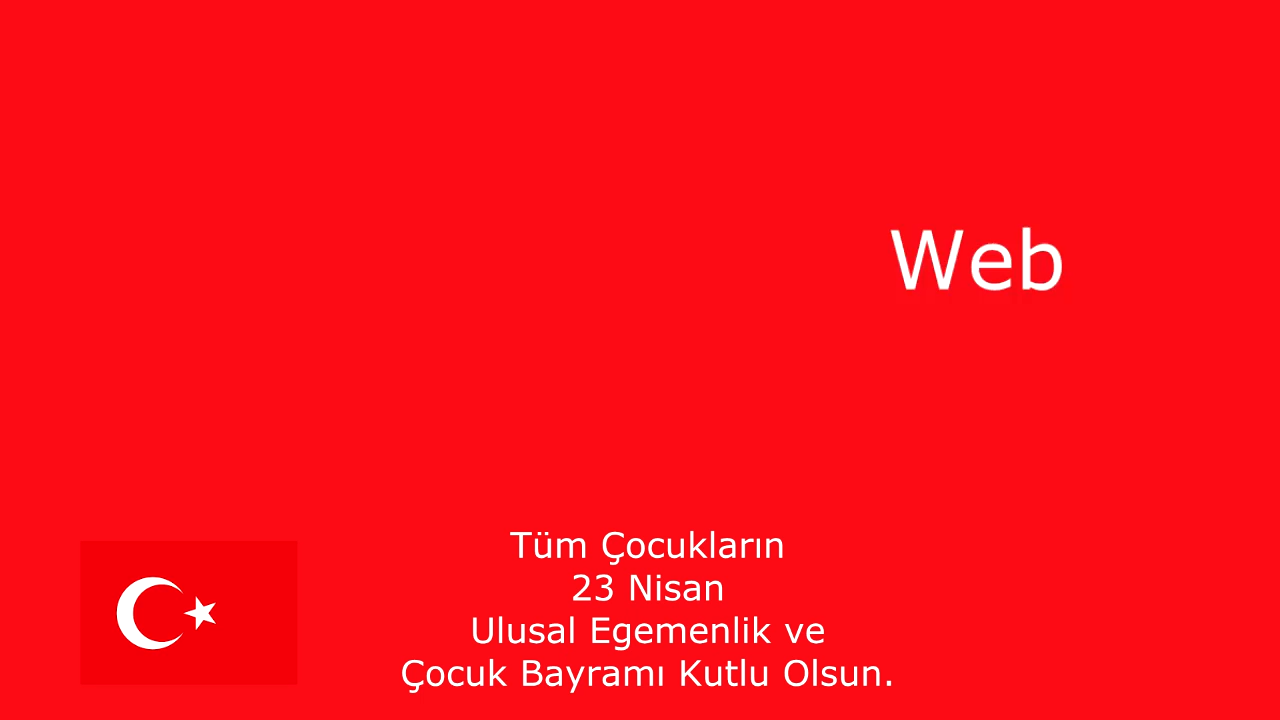 Web
Tüm Çocukların
23 Nisan
Ulusal Egemenlik ve
Çocuk Bayramı Kutlu Olsun.